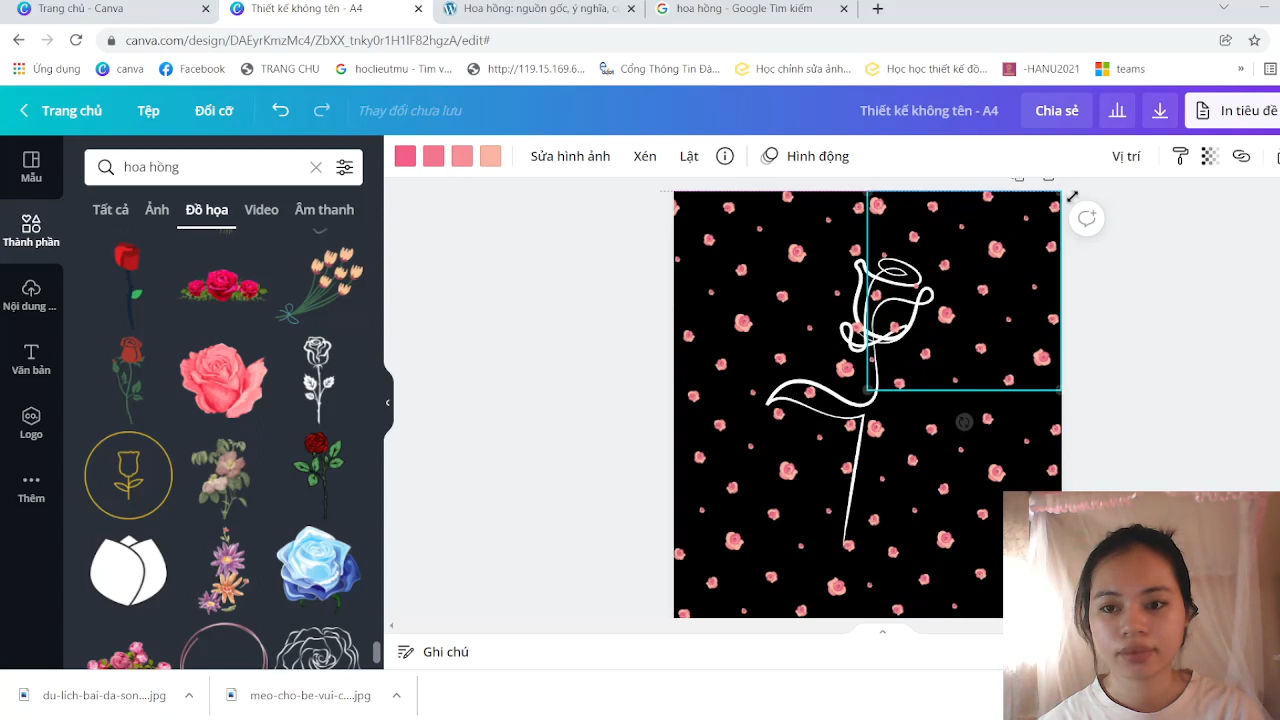 Trang chủ - Canva
Thiết kế không tên - A4
Hoa hồng: nguồn gốc, ý nghĩa, c
hoa hồng - Google Tìm kiếm
canva.com/design/DAEyrKmzMc4/ZbXX_tnky0r1H1lF82hgzA/edit#
Ứng dụng
canva
Facebook
TRANG CHU
hoclieutmu - Tìm v...
http://119.15.169.6...
Cổng Thông Tin Đà...
Học chỉnh sửa ảnh...
Học học thiết kế đồ...
-HANU2021
teams
»
Trang chủ
Tệp
Đổi cỡ
Thay đổi chưa lưu
Thiết kế không tên - A4
Chia sẻ
In tiêu đề
Mẫu
Thành phần
Nội dung ...
Văn bản
CO.
Logo
Thêm
hoa hồng
Tất cả
Ảnh
Đồ họa
Video
Âm thanh
Sửa hình ảnh
Xén
Lật
Hình động
Vị trí
Ghi chú
du-lich-bai-da-son....jpg
meo-cho-be-vui-c....jpg